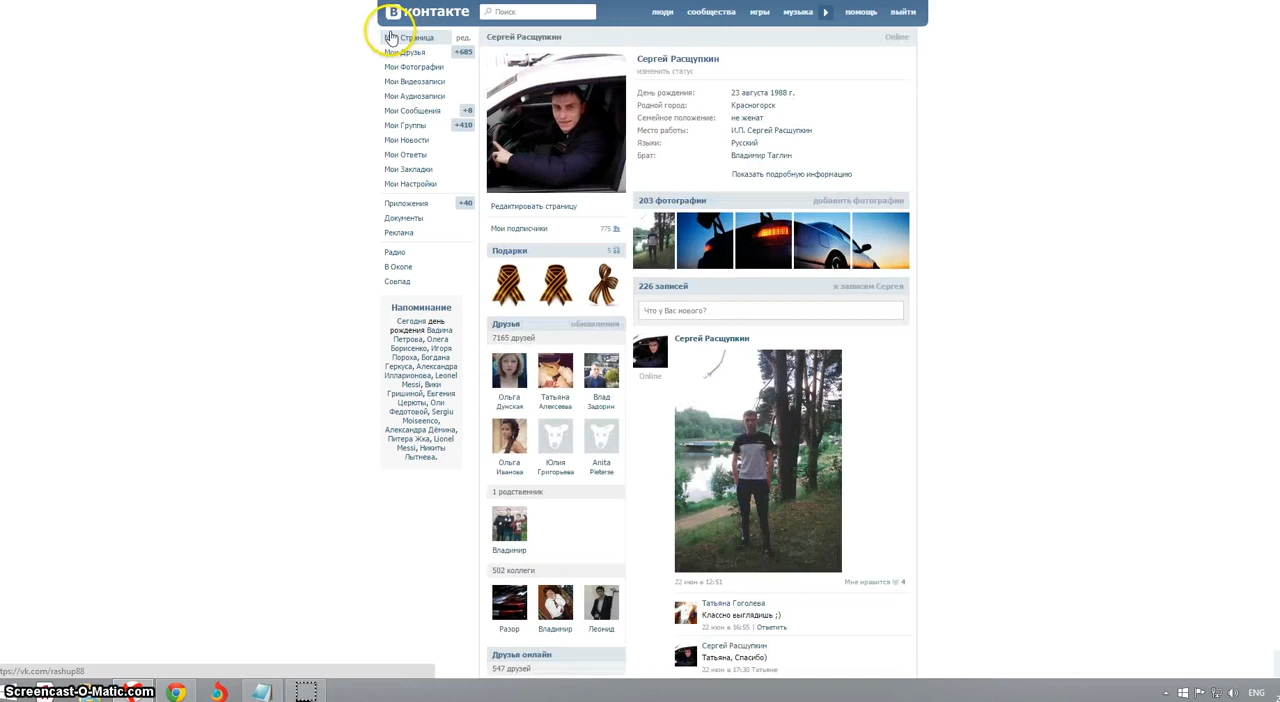 Вконтакте
Поиск
люди сообщества игры музыка помощь выйти
Страница ред.
Мои Друзья +685
Мои Фотографии
Мои Видеозаписи
Мои Аудиозаписи
Мои Сообщения +8
Мои Группы +410
Мои Новости
Мои Ответы
Мои Закладки
Мои Настройки
Приложения +40
Документы
Реклама
Радио
В Окопе
Совпад
Напоминание
Сегодня день
рождения Вадима
Петрова, Олега
Борисенко, Игоря
Пороха, Богдана
Геркуса, Александра
Илларионова, Leonel
Messi, Вики
Гришиной, Евгения
Церюты, Оли
Федотовой, Sergiu
Moiseenco,
Александра Дёмина,
Питера Жка, Lionel
Messi, Никиты
Лытнева.
Сергей Расщупкин Online
Редактировать страницу
Мои подписчики 775
Подарки 5
Друзья обновления
7165 друзей
Ольга Татьяна Влад
Дунская Алексеева Задорин
Ольга Юлия Anita
Иванова Григорьева Pieterse
1 родственник
Владимир
502 коллеги
Разор Владимир Леонид
Друзья онлайн
547 друзей
Сергей Расщупкин
изменить статус
День рождения: 23 августа 1988 г.
Родной город: Красногорск
Семейное положение: не женат
Место работы: И.П. Сергей Расщупкин
Языки: Русский
Брат: Владимир Таглин
Показать подробную информацию
203 фотографии добавить фотографии
226 записей к записям Сергея
Что у Вас нового?
Сергей Расщупкин
Online
22 июн в 12:51 Мне нравится 4
Татьяна Гоголева
Классно выглядишь ;)
22 июн в 16:55 | Ответить
Сергей Расщупкин
Татьяна, Спасибо)
22 июн в 17:30 Татьяне
ttps://vk.com/rashup88
Screencast-O-Matic.com
ENG